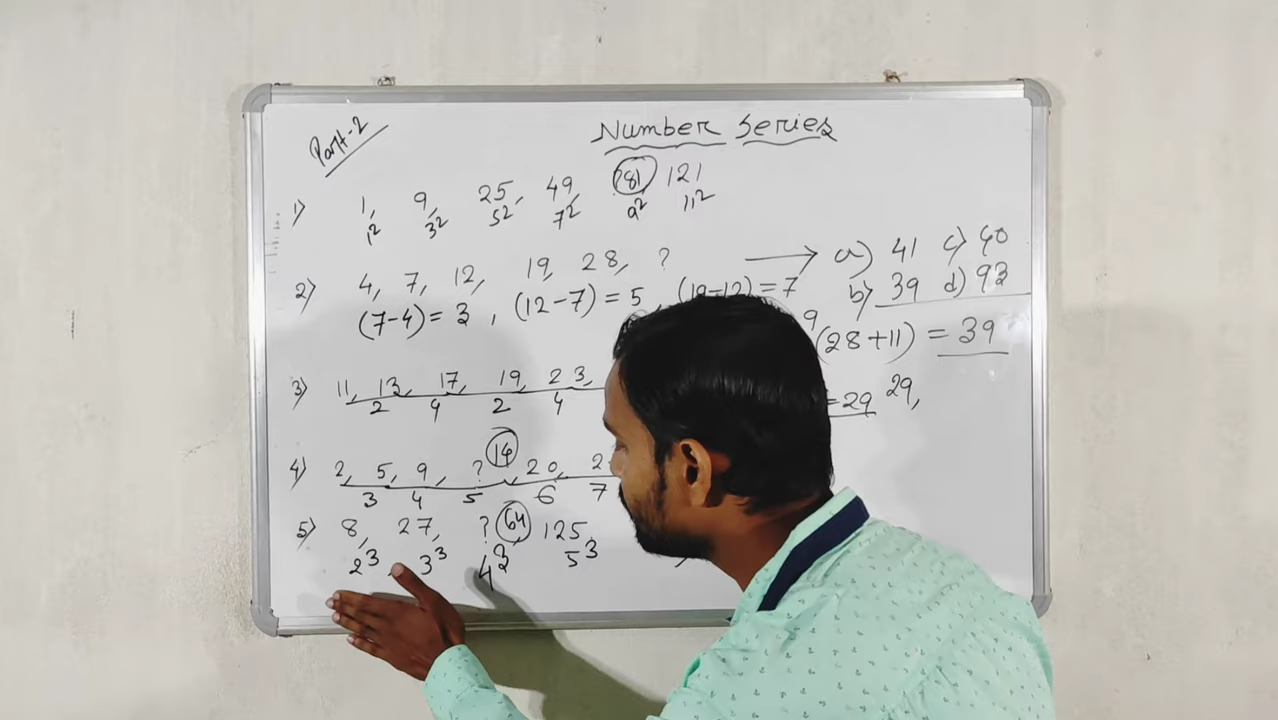 Part-2
Number Series
1) 1, 9, 25, 49, 81, 121
1² 3² 5² 7² 9² 11²
2) 4, 7, 12, 19, 28, ? → a) 41 c) 40
b) 39 d) 93
(7-4) = 3, (12-7) = 5, (19-12) = 7
9
(28+11) = 39
3) 11, 13, 17, 19, 23,
2 4 2 4
=29 29,
4) 2, 5, 9, ? 14, 20, 2
3 4 5 6 7
5) 8, 27, ? 64, 125,
2³ 3³ 4³ 5³